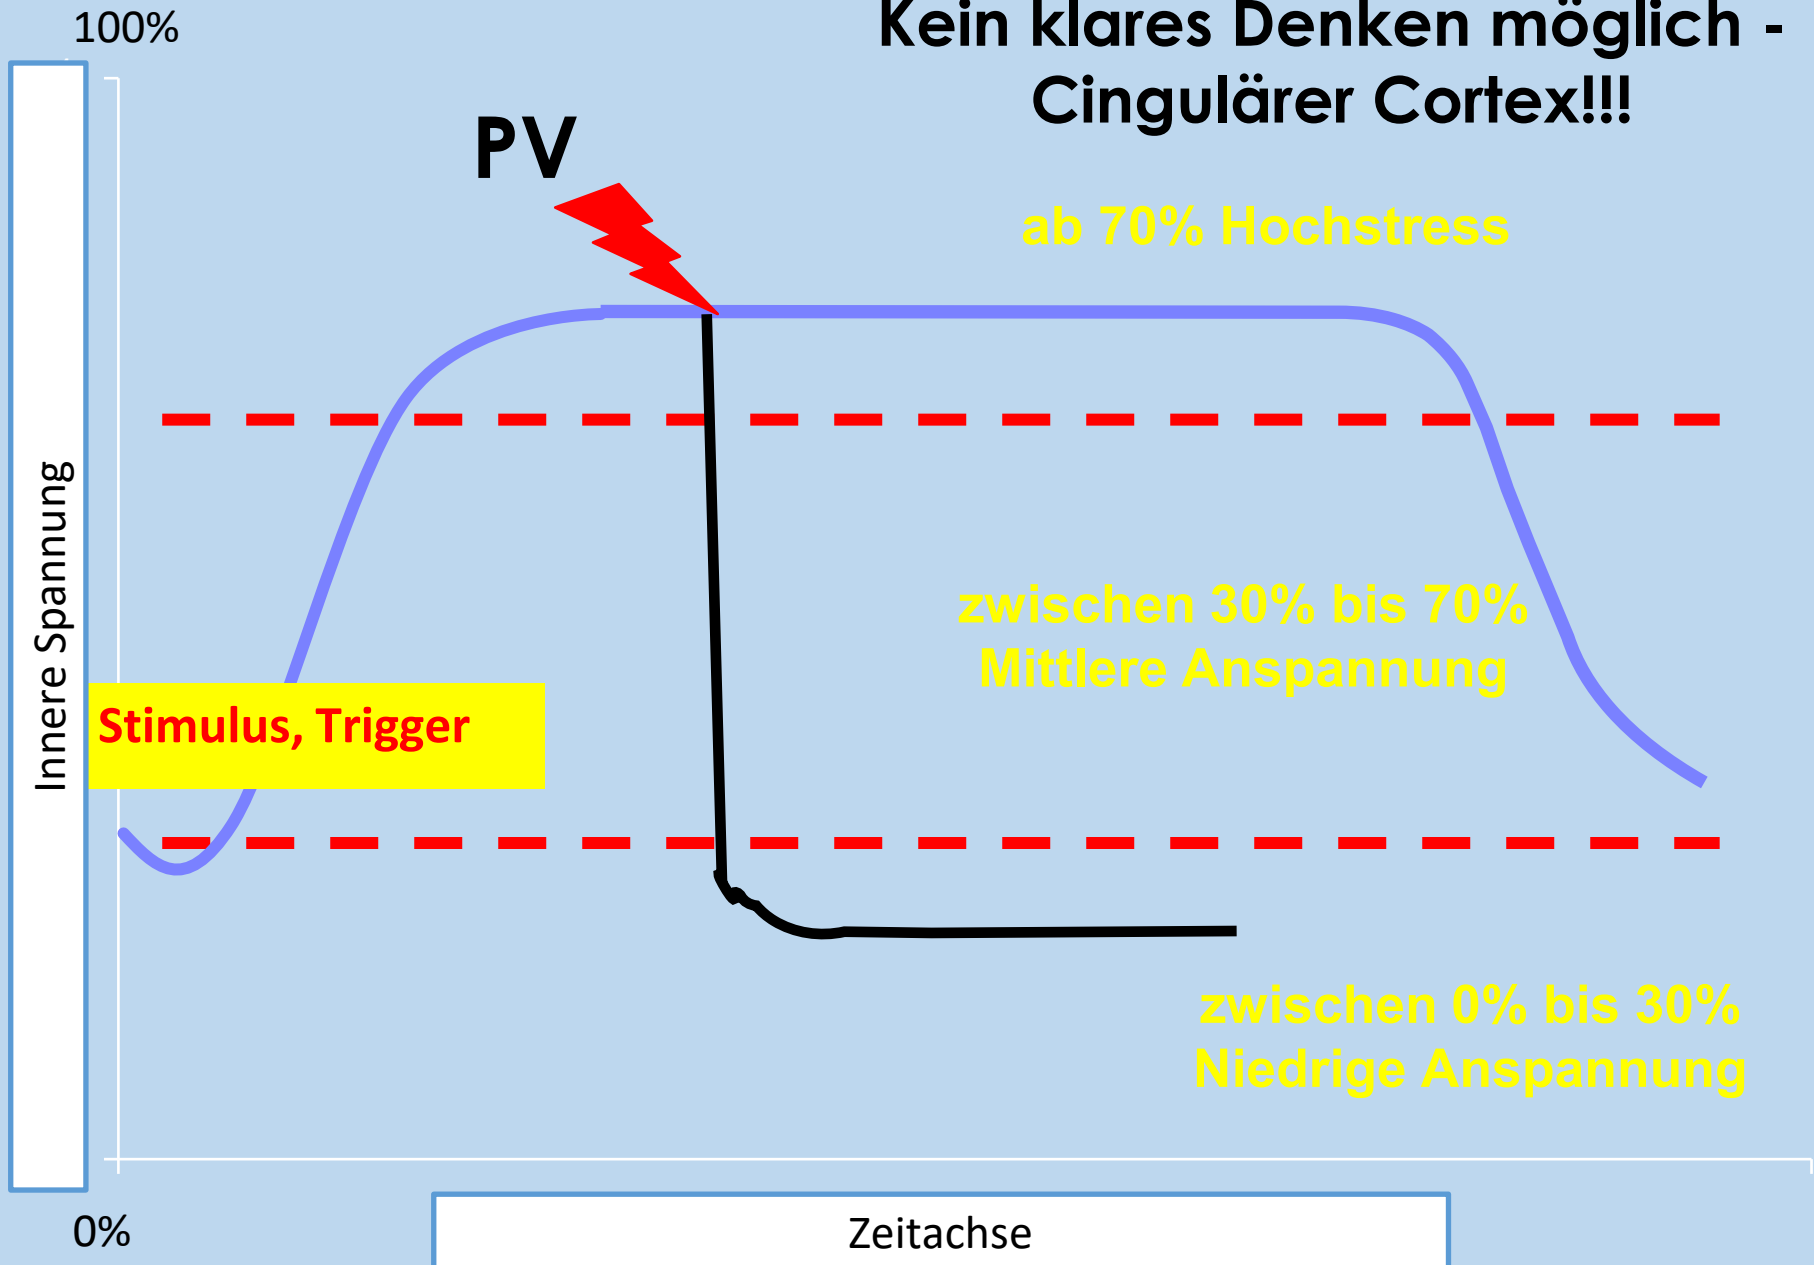 100%
Kein klares Denken möglich -
Cingulärer Cortex!!!
PV
ab 70% Hochstress
Innere Spannung
zwischen 30% bis 70%
Mittlere Anspannung
Stimulus, Trigger
zwischen 0% bis 30%
Niedrige Anspannung
0%
Zeitachse